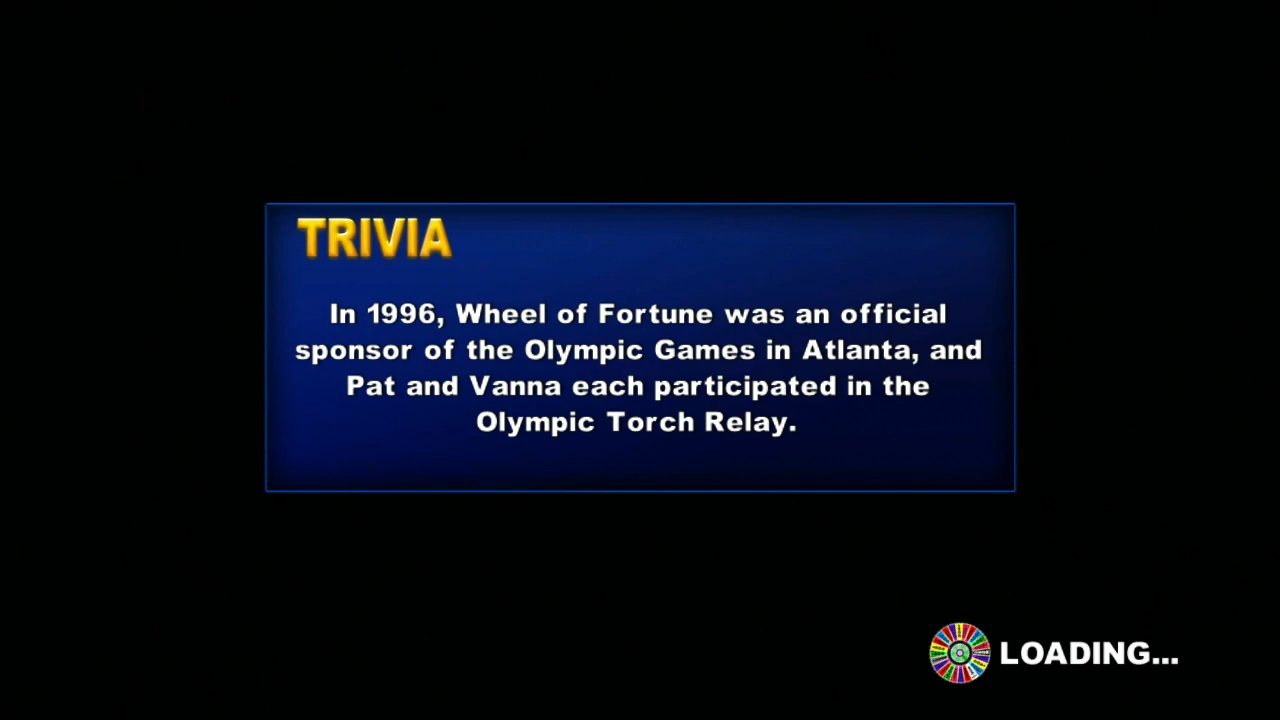 TRIVIA
In 1996, Wheel of Fortune was an official
sponsor of the Olympic Games in Atlanta, and
Pat and Vanna each participated in the
Olympic Torch Relay.
LOADING...